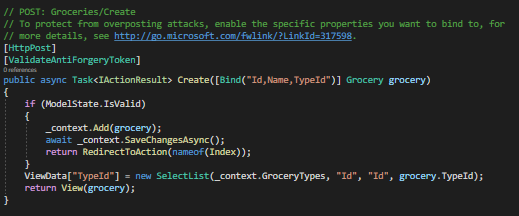 // POST: Groceries/Create
// To protect from overposting attacks, enable the specific properties you want to bind to, for
// more details, see http://go.microsoft.com/fwlink/?LinkId=317598.
[HttpPost]
[ValidateAntiForgeryToken]
0 references
public async Task<IActionResult> Create([Bind("Id,Name,TypeId")] Grocery grocery)
{
    if (ModelState.IsValid)
    {
        _context.Add(grocery);
        await _context.SaveChangesAsync();
        return RedirectToAction(nameof(Index));
    }
    ViewData["TypeId"] = new SelectList(_context.GroceryTypes, "Id", "Id", grocery.TypeId);
    return View(grocery);
}